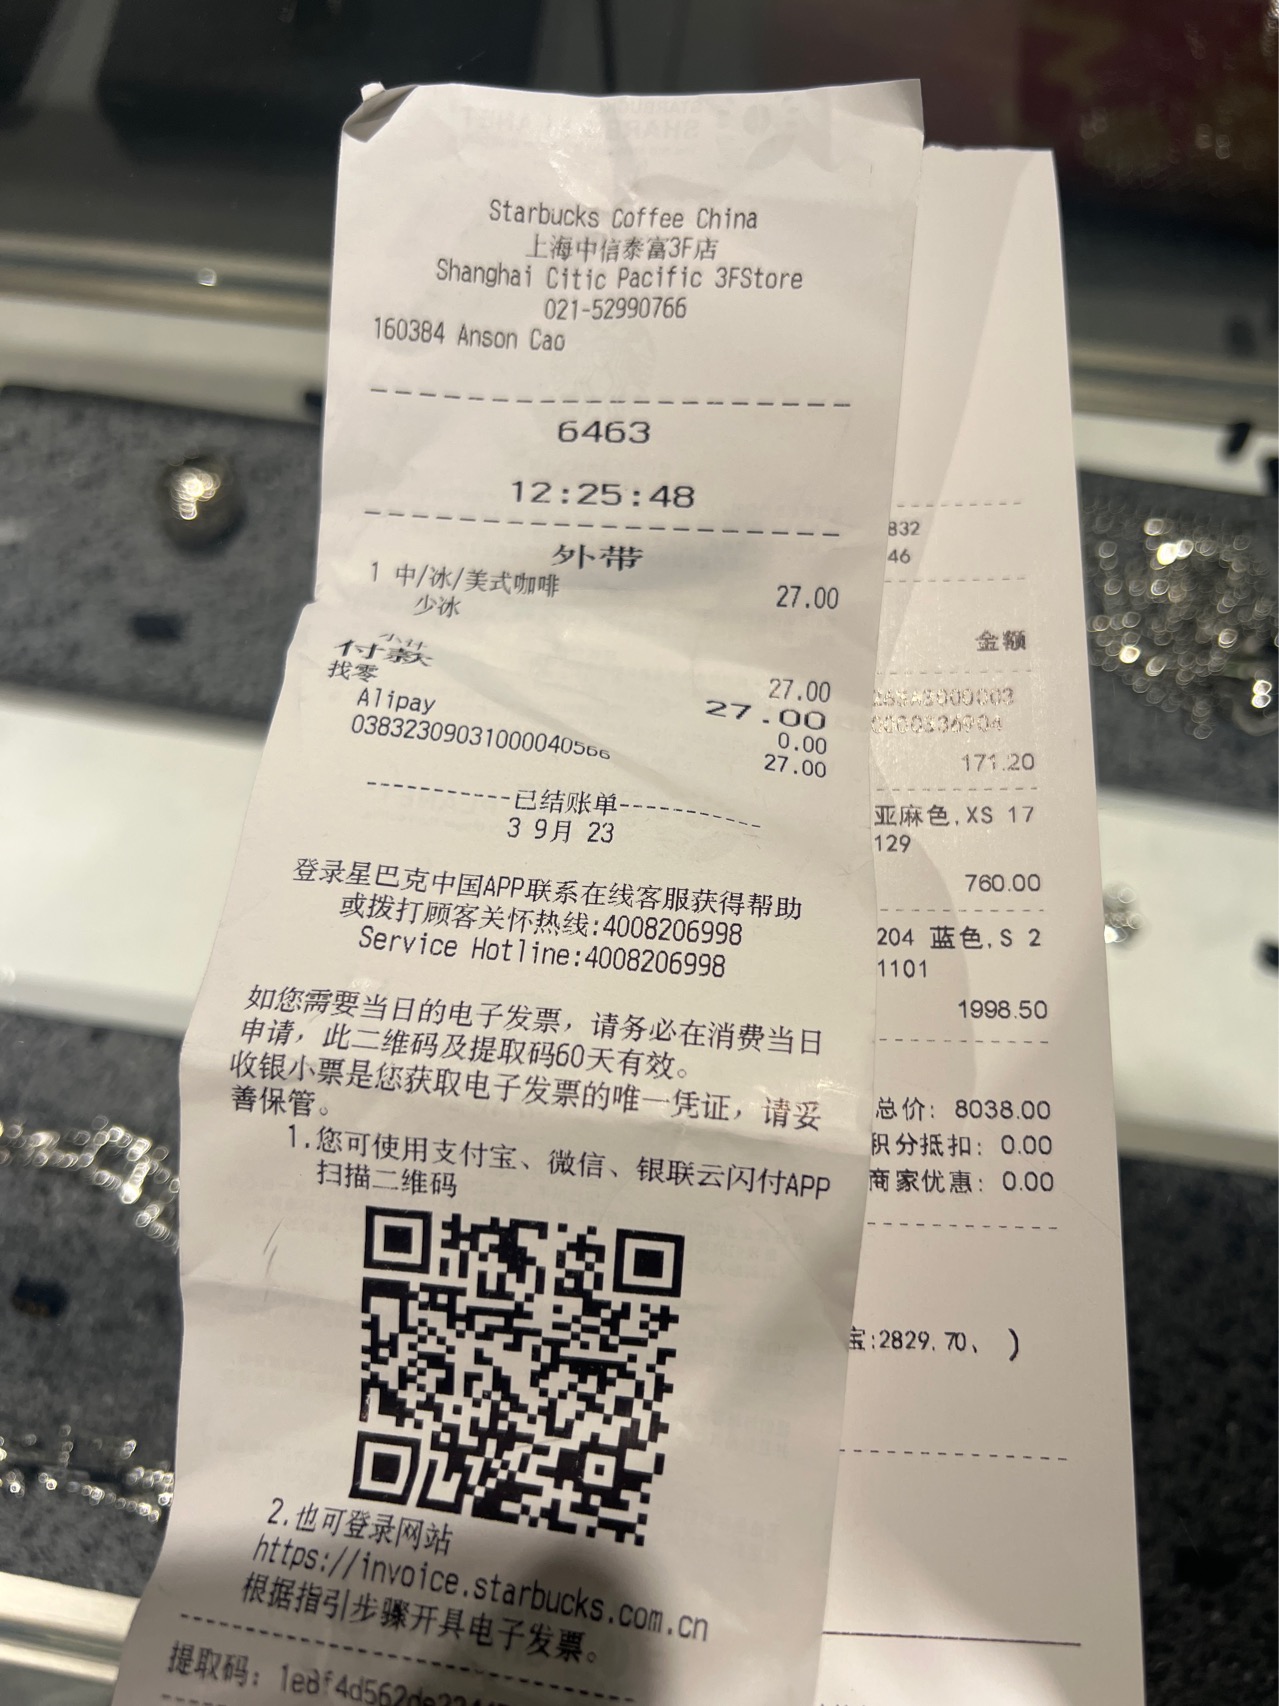 Starbucks Coffee China
上海中信泰富3F店
Shanghai Citic Pacific 3FStore
021-52990766
160384 Anson Cao
6463
12:25:48
外带
1 中/冰/美式咖啡 27.00
少冰
小计 27.00
付款 27.00
找零 0.00
Alipay 27.00
03832309031000040566
-----------已结账单-----------
3 9月 23
登录星巴克中国APP联系在线客服获得帮助
或拨打顾客关怀热线:4008206998
Service Hotline:4008206998
如您需要当日的电子发票，请务必在消费当日
申请，此二维码及提取码60天有效。
收银小票是您获取电子发票的唯一凭证，请妥
善保管。
1.您可使用支付宝、微信、银联云闪付APP
扫描二维码
2.也可登录网站
https://invoice.starbucks.com.cn
根据指引步骤开具电子发票。
提取码: 1e8f4d562de
832
46
金额
171.20
亚麻色,XS 17
129
760.00
204 蓝色,S 2
1101
1998.50
总价: 8038.00
积分抵扣: 0.00
商家优惠: 0.00
宝:2829.70、 )